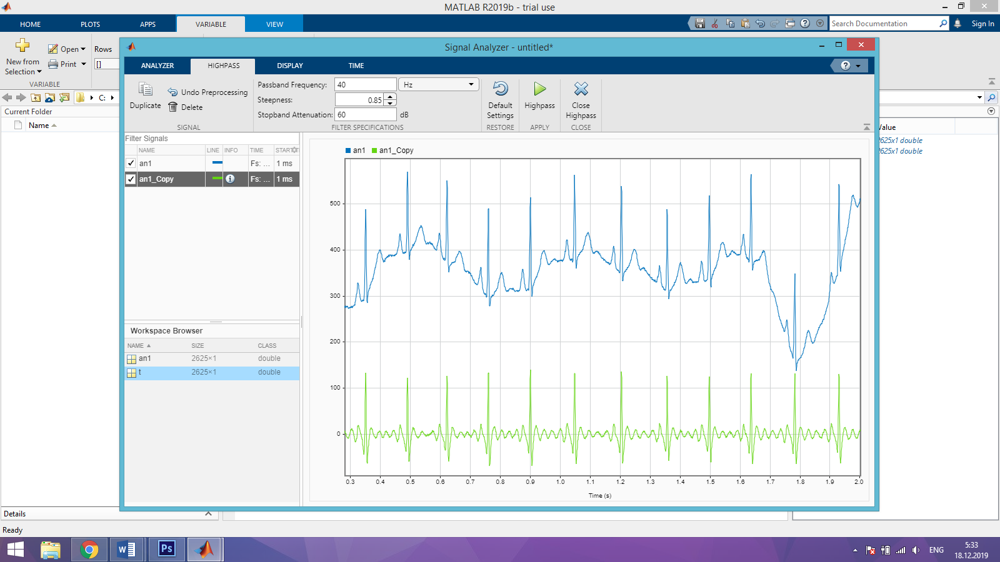 MATLAB R2019b - trial use
HOME PLOTS APPS VARIABLE VIEW
Search Documentation
Sign In
New from
Selection
Open
Print
Rows
[]
VARIABLE
C:
Current Folder
Name
Value
2625x1 double
2625x1 double
Signal Analyzer - untitled*
ANALYZER HIGHPASS DISPLAY TIME
Duplicate
Undo Preprocessing
Delete
SIGNAL
Passband Frequency: 40 Hz
Steepness: 0.85
Stopband Attenuation: 60 dB
FILTER SPECIFICATIONS
Default
Settings
RESTORE
Highpass
APPLY
Close
Highpass
CLOSE
Filter Signals
NAME LINE INFO TIME START
an1 Fs: ... 1 ms
an1_Copy Fs: ... 1 ms
Workspace Browser
NAME SIZE CLASS
an1 2625×1 double
t 2625×1 double
an1 an1_Copy
500
400
300
200
100
0
0.3 0.4 0.5 0.6 0.7 0.8 0.9 1.0 1.1 1.2 1.3 1.4 1.5 1.6 1.7 1.8 1.9 2.0
Time (s)
Details
Ready
Ps
ENG
5:33
18.12.2019